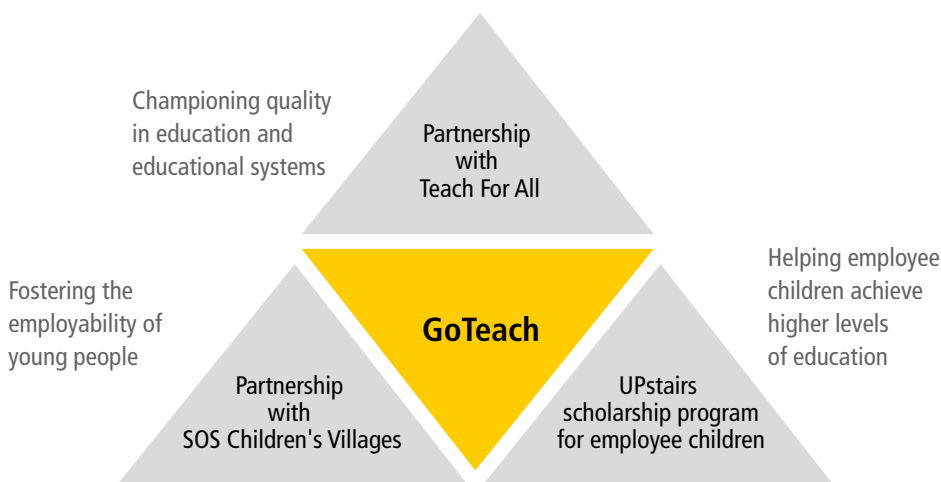 Championing quality
in education and
educational systems
Partnership
with
Teach For All
Fostering the
employability of
young people
GoTeach
Helping employee
children achieve
higher levels
of education
Partnership
with
SOS Children's Villages
UPstairs
scholarship program
for employee children